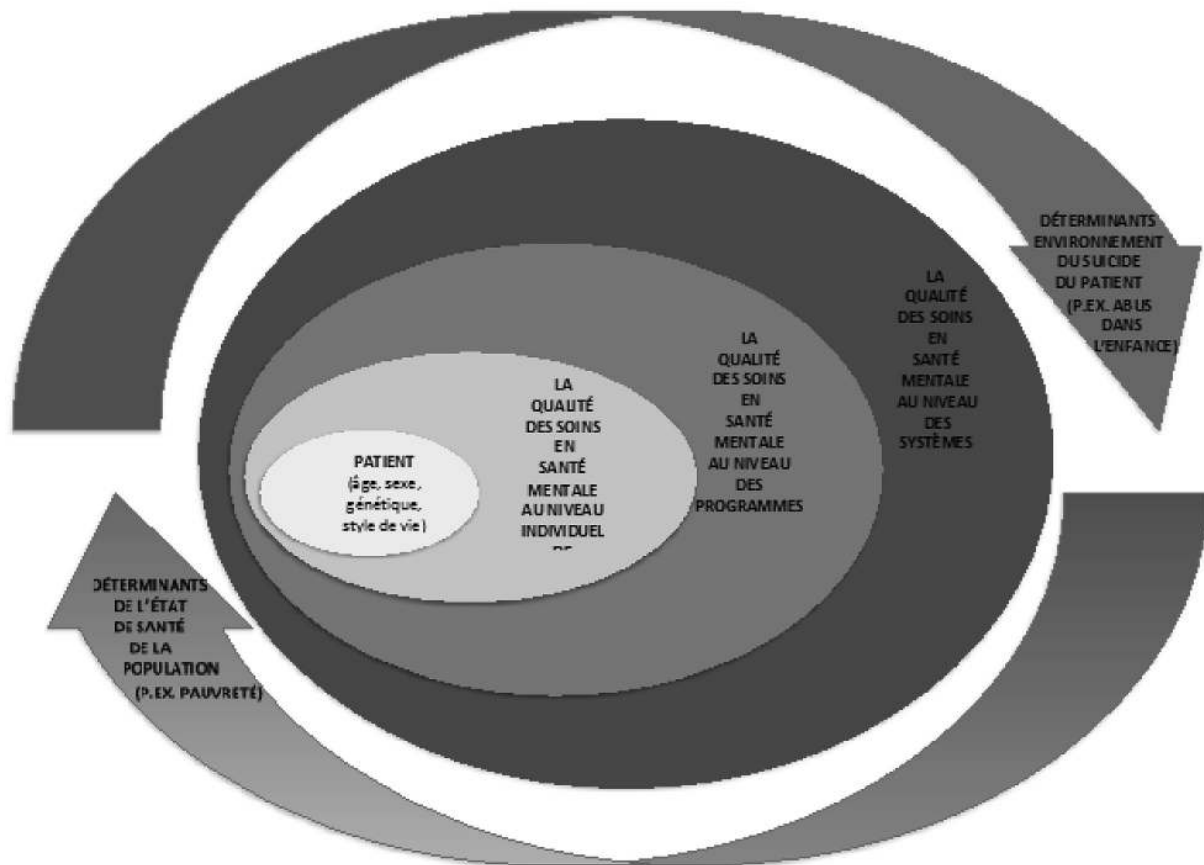 PATIENT
(âge, sexe,
génétique,
style de vie)
LA
QUALITÉ
DES SOINS
EN
SANTÉ
MENTALE
AU NIVEAU
INDIVIDUEL
LA
QUALITÉ
DES SOINS
EN
SANTÉ
MENTALE
AU NIVEAU
DES
PROGRAMMES
LA
QUALITÉ
DES SOINS
EN
SANTÉ
MENTALE
AU NIVEAU
DES
SYSTÈMES
DÉTERMINANTS
ENVIRONNEMENT
DU SUICIDE
DU PATIENT
(P.EX. ABUS
DANS
L'ENFANCE)
DÉTERMINANTS
DE L'ÉTAT
DE SANTÉ
DE LA
POPULATION
(P.EX. PAUVRETÉ)